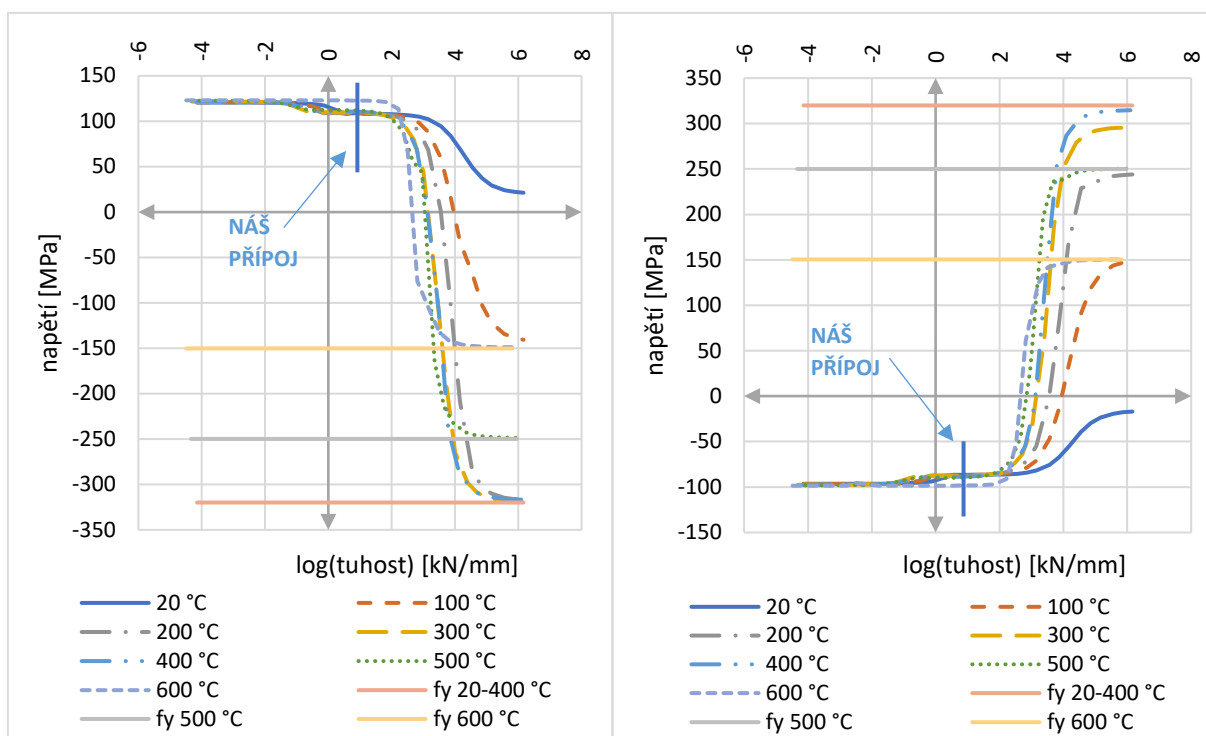 -6 -4 -2 0 2 4 6 8
150
100
50
0
-50
-100
-150
-200
-250
-300
-350
napětí [MPa]
NÁŠ
PŘÍPOJ
log(tuhost) [kN/mm]
20 °C 100 °C
200 °C 300 °C
400 °C 500 °C
600 °C fy 20-400 °C
fy 500 °C fy 600 °C
-6 -4 -2 0 2 4 6 8
350
300
250
200
150
100
50
0
-50
-100
-150
napětí [MPa]
NÁŠ
PŘÍPOJ
log(tuhost) [kN/mm]
20 °C 100 °C
200 °C 300 °C
400 °C 500 °C
600 °C fy 20-400 °C
fy 500 °C fy 600 °C